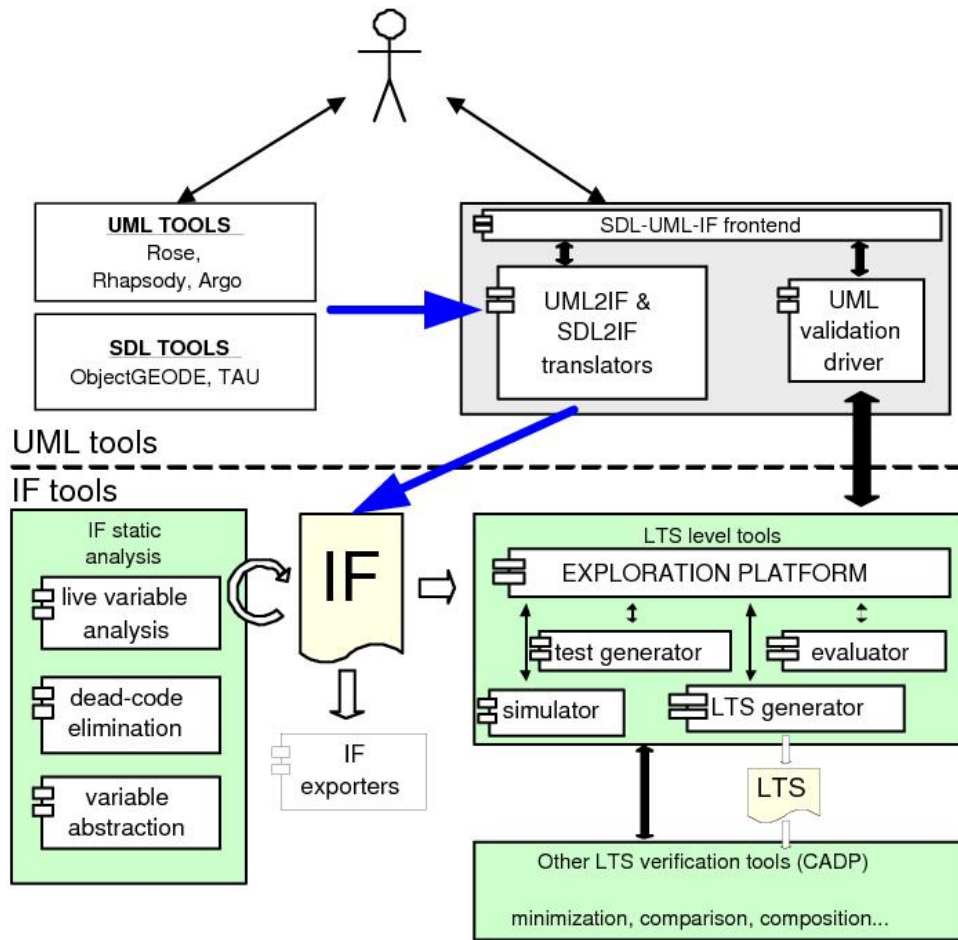 UML TOOLS
Rose,
Rhapsody, Argo
SDL TOOLS
ObjectGEODE, TAU
SDL-UML-IF frontend
UML2IF &
SDL2IF
translators
UML
validation
driver
UML tools
IF tools
IF static
analysis
live variable
analysis
dead-code
elimination
variable
abstraction
IF
IF
exporters
LTS level tools
EXPLORATION PLATFORM
test generator
evaluator
simulator
LTS generator
LTS
Other LTS verification tools (CADP)
minimization, comparison, composition...